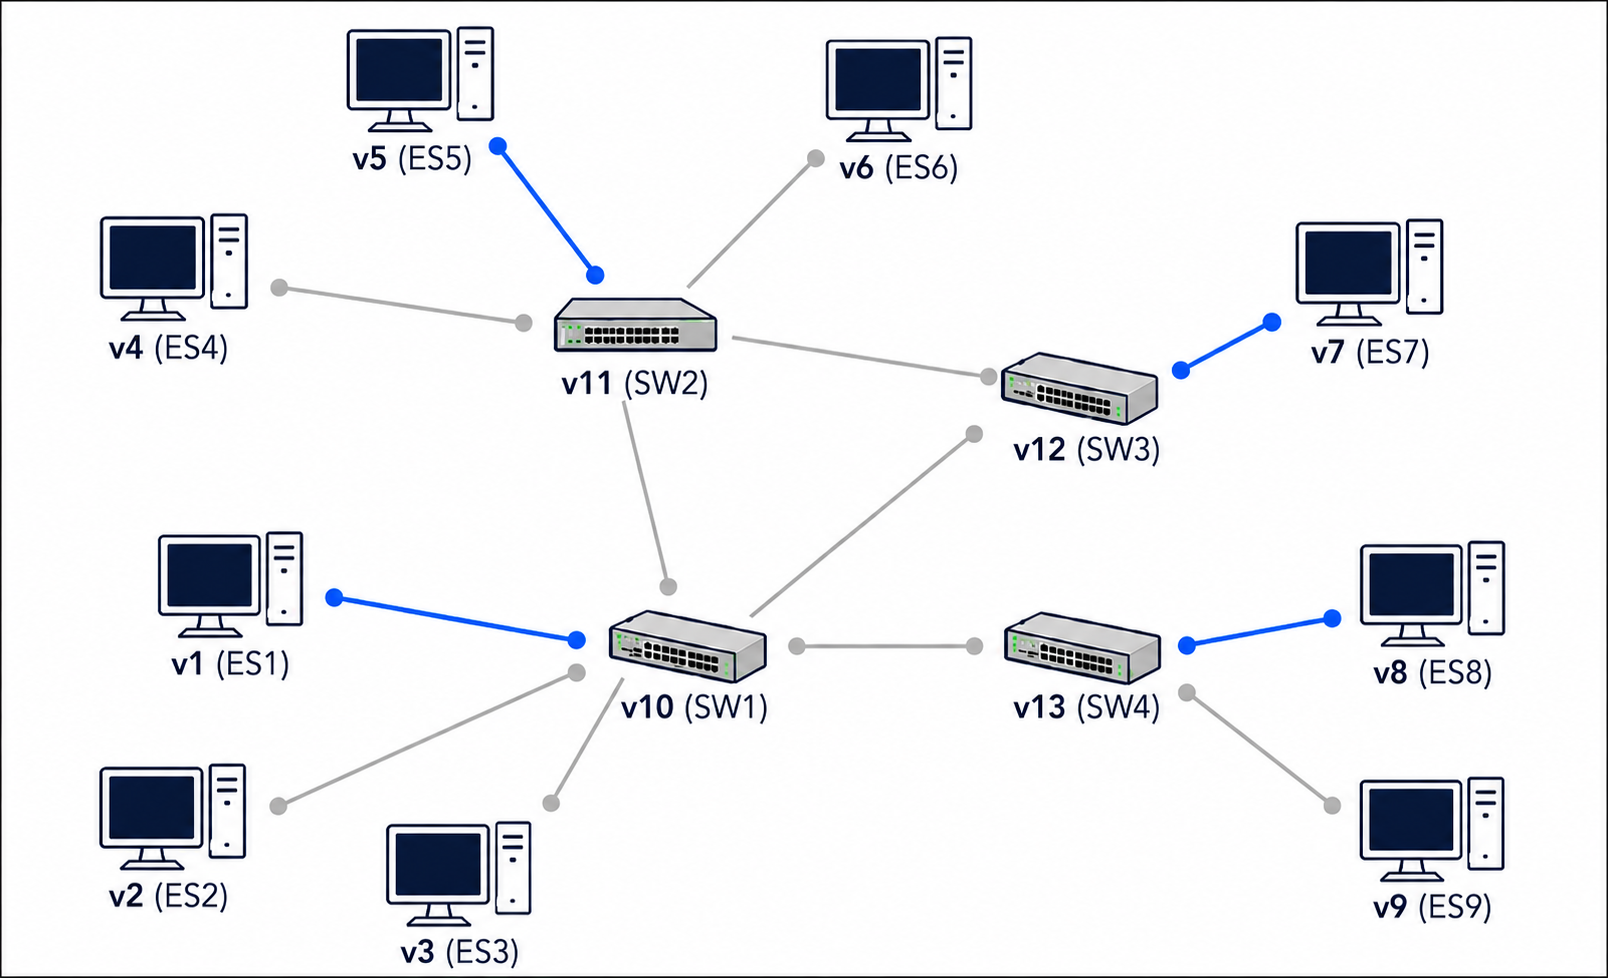 v5 (ES5)
v6 (ES6)
v4 (ES4)
v7 (ES7)
v11 (SW2)
v12 (SW3)
v1 (ES1)
v8 (ES8)
v10 (SW1)
v13 (SW4)
v2 (ES2)
v9 (ES9)
v3 (ES3)